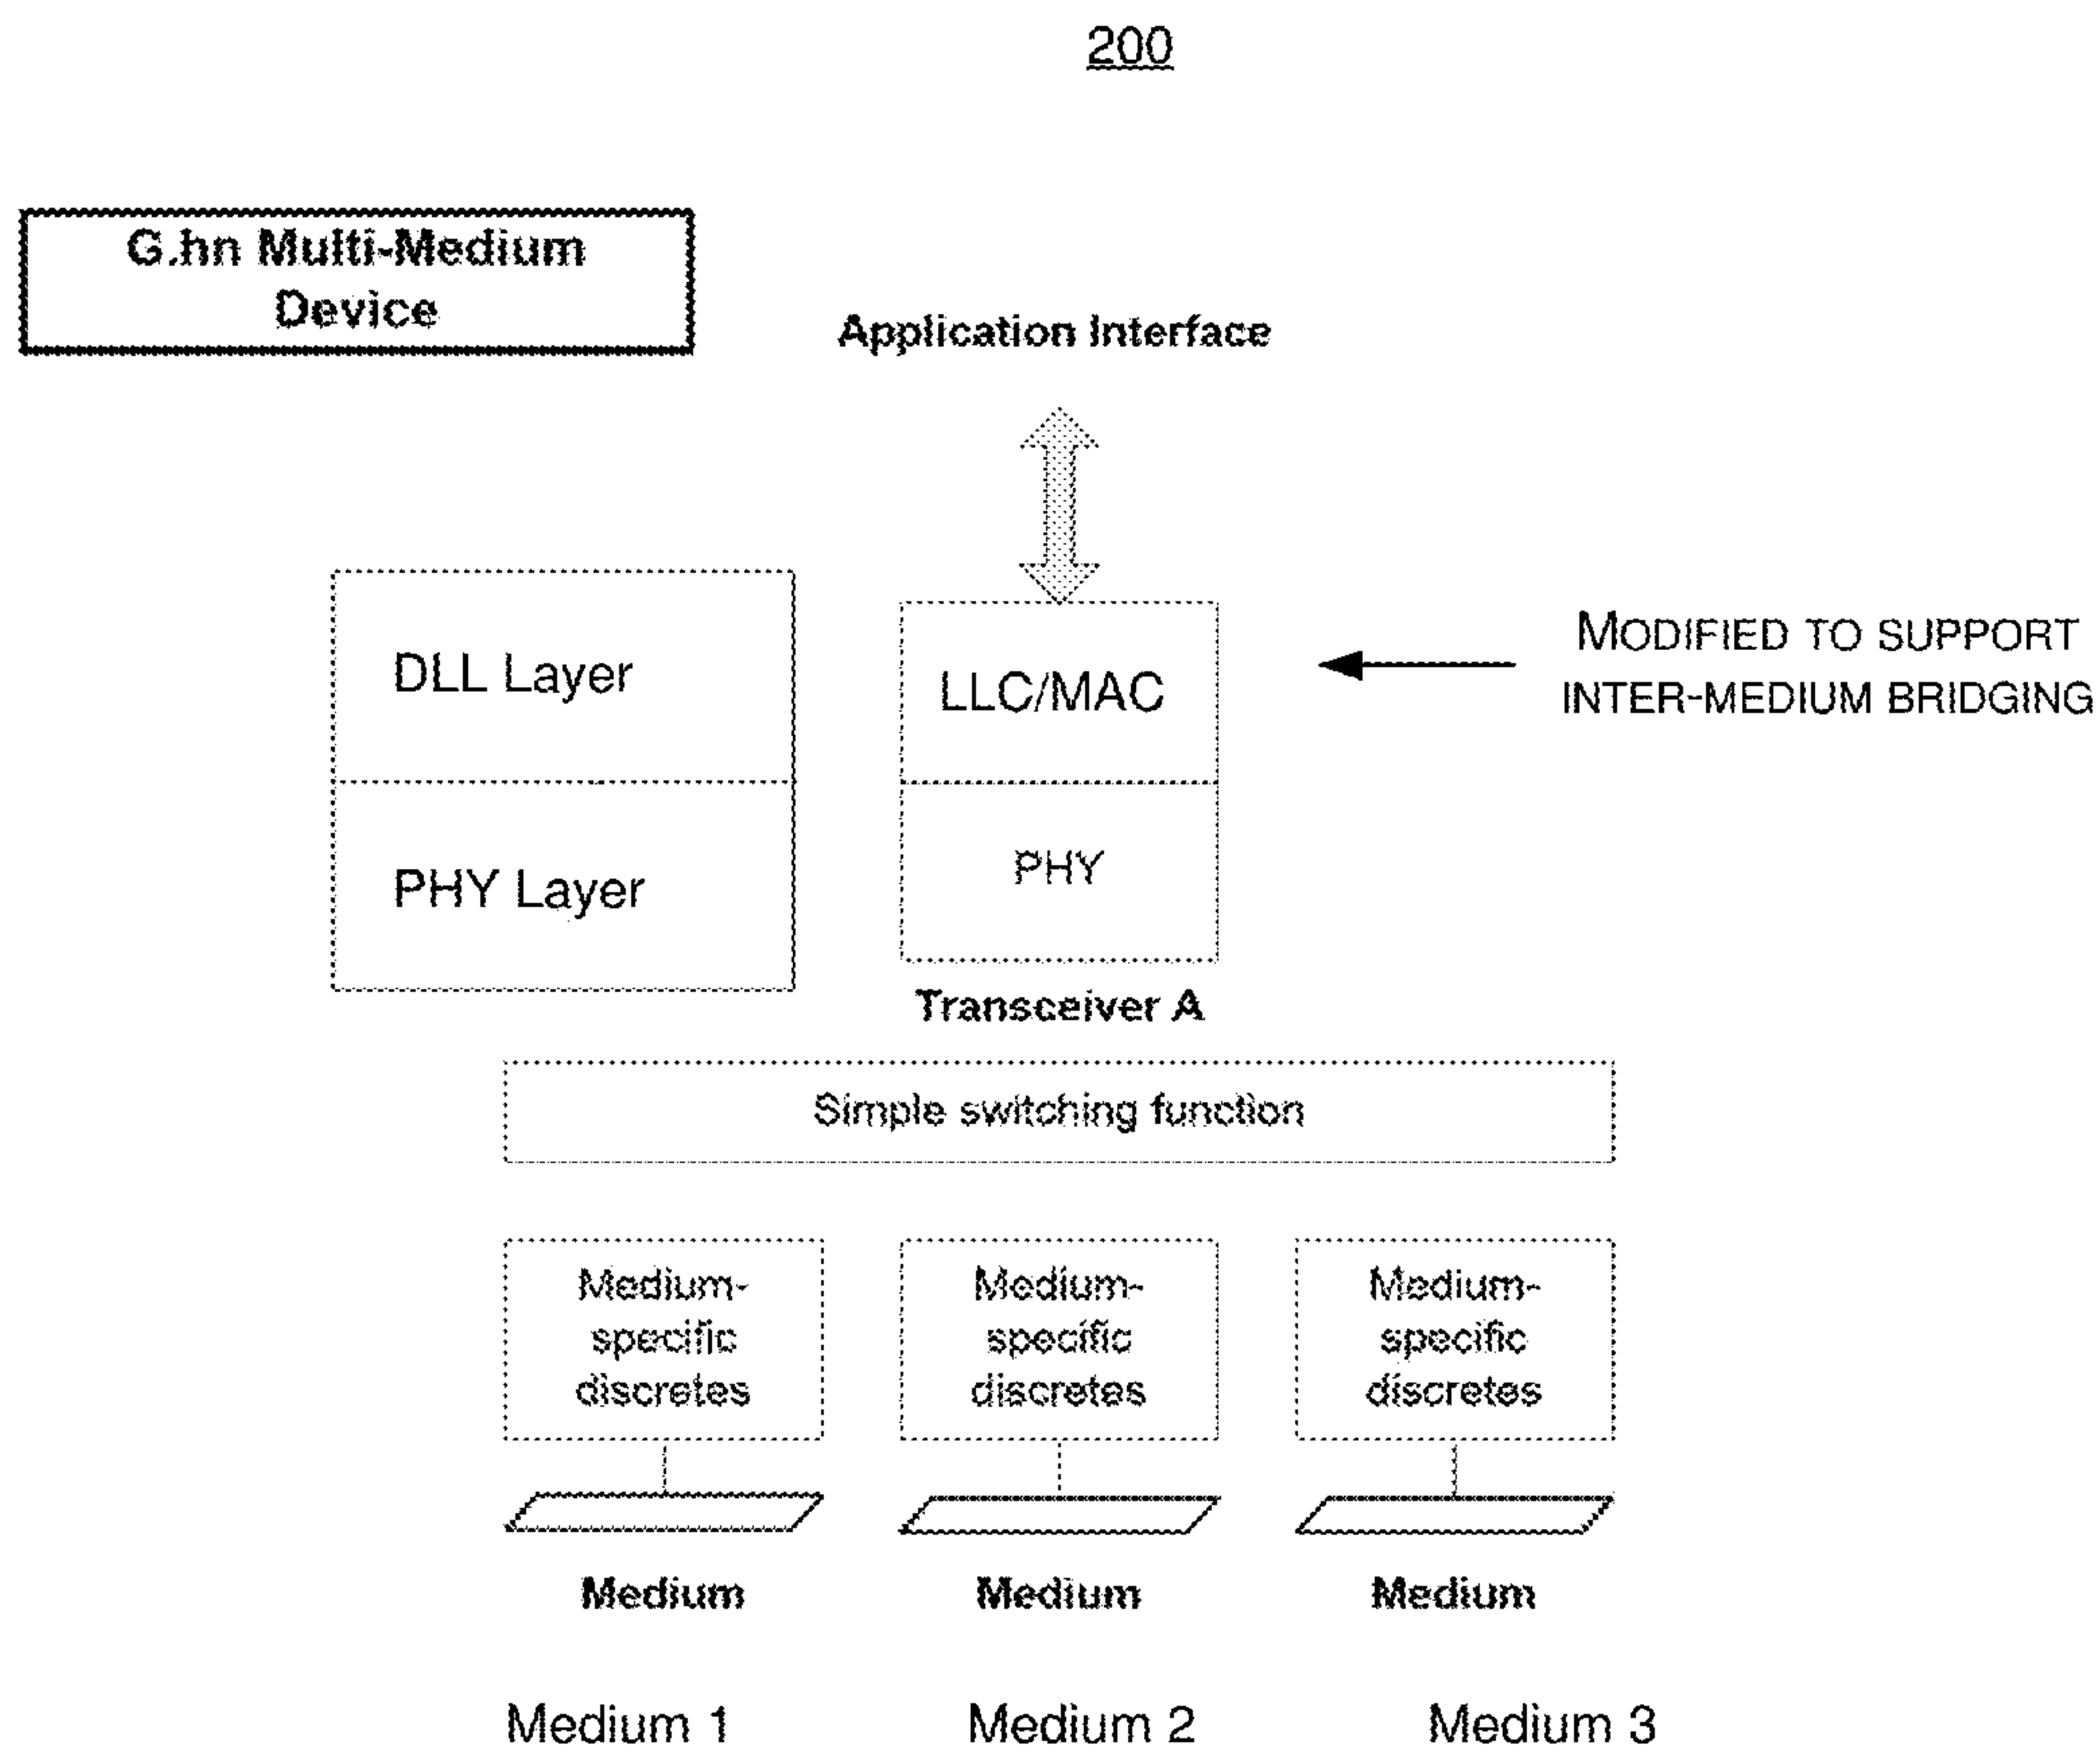 200
G.hn Multi-Medium
Device
Application Interface
DLL Layer
LLC/MAC
MODIFIED TO SUPPORT
INTER-MEDIUM BRIDGING
PHY Layer
PHY
Transceiver A
Simple switching function
Medium-
specific
discretes
Medium-
specific
discretes
Medium-
specific
discretes
Medium
Medium
Medium
Medium 1
Medium 2
Medium 3